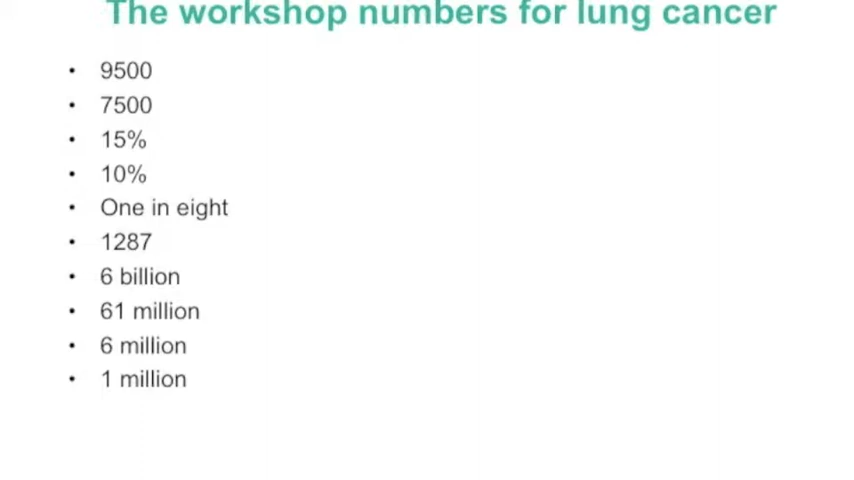 The workshop numbers for lung cancer
• 9500
• 7500
• 15%
• 10%
• One in eight
• 1287
• 6 billion
• 61 million
• 6 million
• 1 million